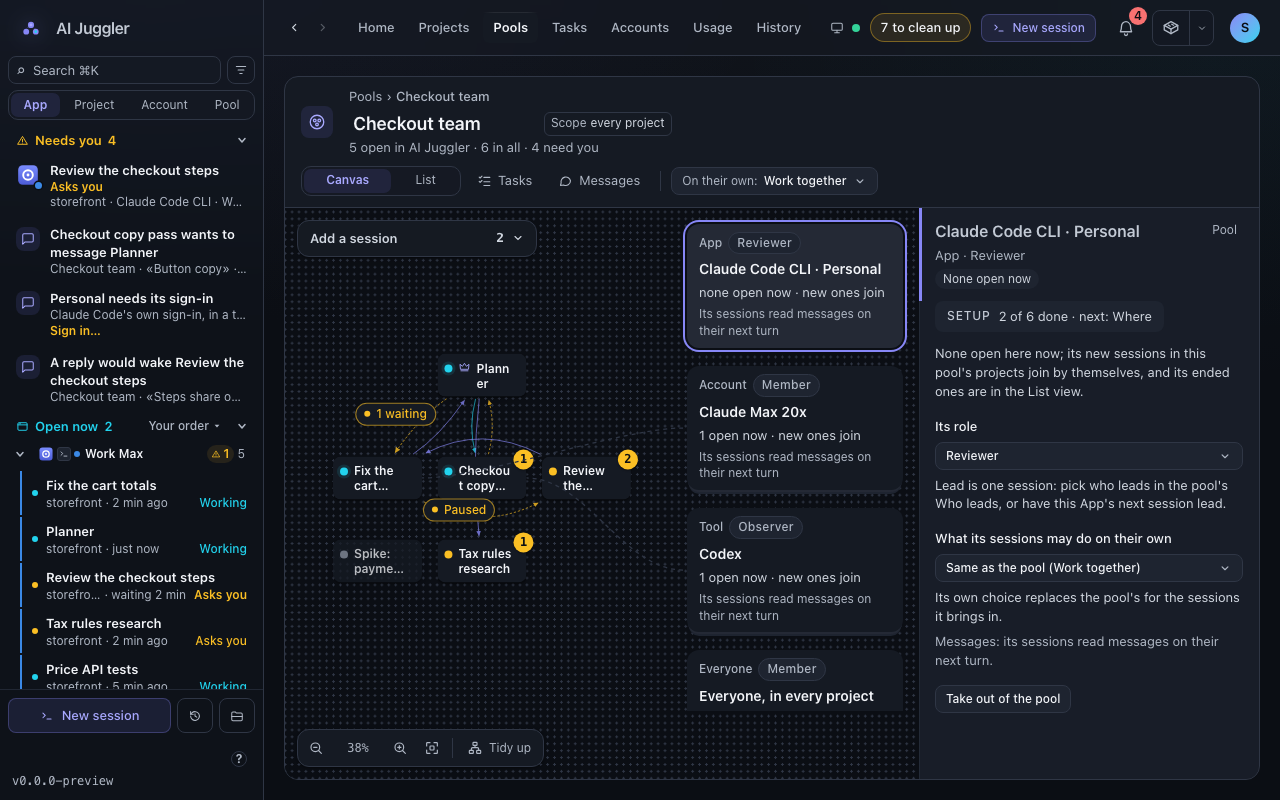 AI Juggler
Search ⌘K
App
Project
Account
Pool
Needs you 4
Review the checkout steps
Asks you
storefront · Claude Code CLI · W…
Checkout copy pass wants to
message Planner
Checkout team · «Button copy» ·…
Personal needs its sign-in
Claude Code's own sign-in, in a t…
Sign in…
A reply would wake Review the
checkout steps
Checkout team · «Steps share o…
Open now 2
Your order
Work Max
1
5
Fix the cart totals
storefront · 2 min ago
Working
Planner
storefront · just now
Working
Review the checkout steps
storefro… · waiting 2 min
Asks you
Tax rules research
storefront · 2 min ago
Asks you
Price API tests
storefront · 5 min ago
Working
New session
?
v0.0.0-preview
Home
Projects
Pools
Tasks
Accounts
Usage
History
7 to clean up
New session
4
S
Pools › Checkout team
Checkout team
Scope every project
5 open in AI Juggler · 6 in all · 4 need you
Canvas
List
Tasks
Messages
On their own: Work together
Add a session
2
Plann
er
1 waiting
Fix the
cart…
1
Checkou
t copy…
2
Review
the…
Paused
Spike:
payme…
1
Tax rules
research
38%
Tidy up
App
Reviewer
Claude Code CLI · Personal
none open now · new ones join
Its sessions read messages on
their next turn
Account
Member
Claude Max 20x
1 open now · new ones join
Its sessions read messages on
their next turn
Tool
Observer
Codex
1 open now · new ones join
Its sessions read messages on
their next turn
Everyone
Member
Everyone, in every project
Claude Code CLI · Personal
Pool
App · Reviewer
None open now
SETUP 2 of 6 done · next: Where
None open here now; its new sessions in this
pool's projects join by themselves, and its ended
ones are in the List view.
Its role
Reviewer
Lead is one session: pick who leads in the pool's
Who leads, or have this App's next session lead.
What its sessions may do on their own
Same as the pool (Work together)
Its own choice replaces the pool's for the sessions
it brings in.
Messages: its sessions read messages on their
next turn.
Take out of the pool